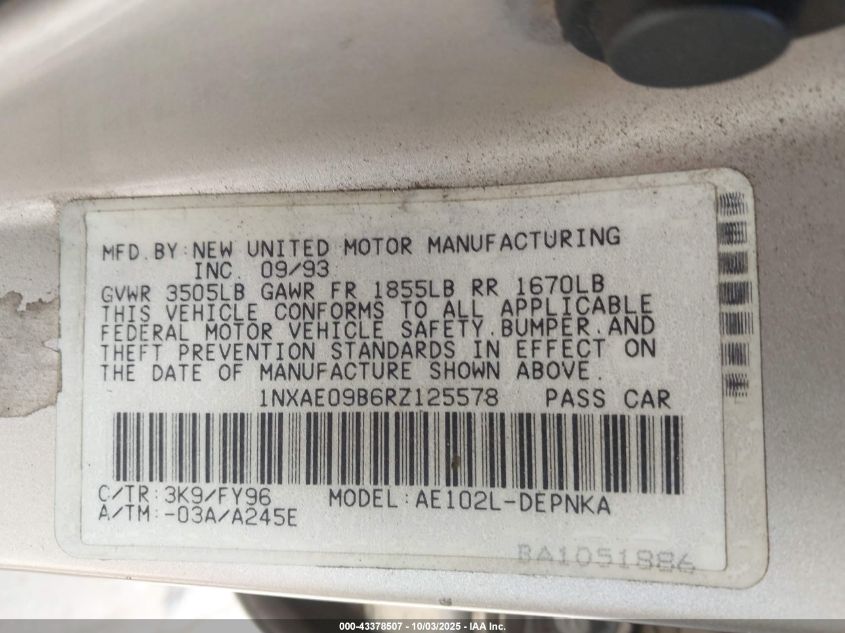 MFD. BY: NEW UNITED MOTOR MANUFACTURING
INC. 09/93
GVWR 3505LB GAWR FR 1855LB RR 1670LB
THIS VEHICLE CONFORMS TO ALL APPLICABLE
FEDERAL MOTOR VEHICLE SAFETY. BUMPER. AND
THEFT PREVENTION STANDARDS IN EFFECT ON
THE DATE OF MANUFACTURE SHOWN ABOVE.
1NXAE09B6RZ125578 PASS CAR
C/TR: 3K9/FY96 MODEL: AE102L-DEPNKA
A/TM: -03A/A245E
BA1051886
000-43378507 - 10/03/2025 - IAA Inc.